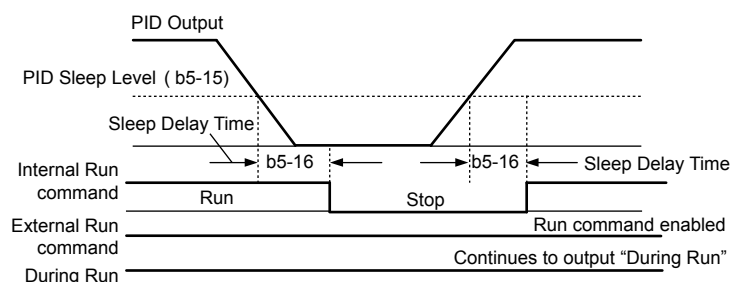 PID Output
PID Sleep Level ( b5-15)
Sleep Delay Time
b5-16
b5-16
Sleep Delay Time
Internal Run
command
Run
Stop
External Run
command
Run command enabled
Continues to output “During Run”
During Run